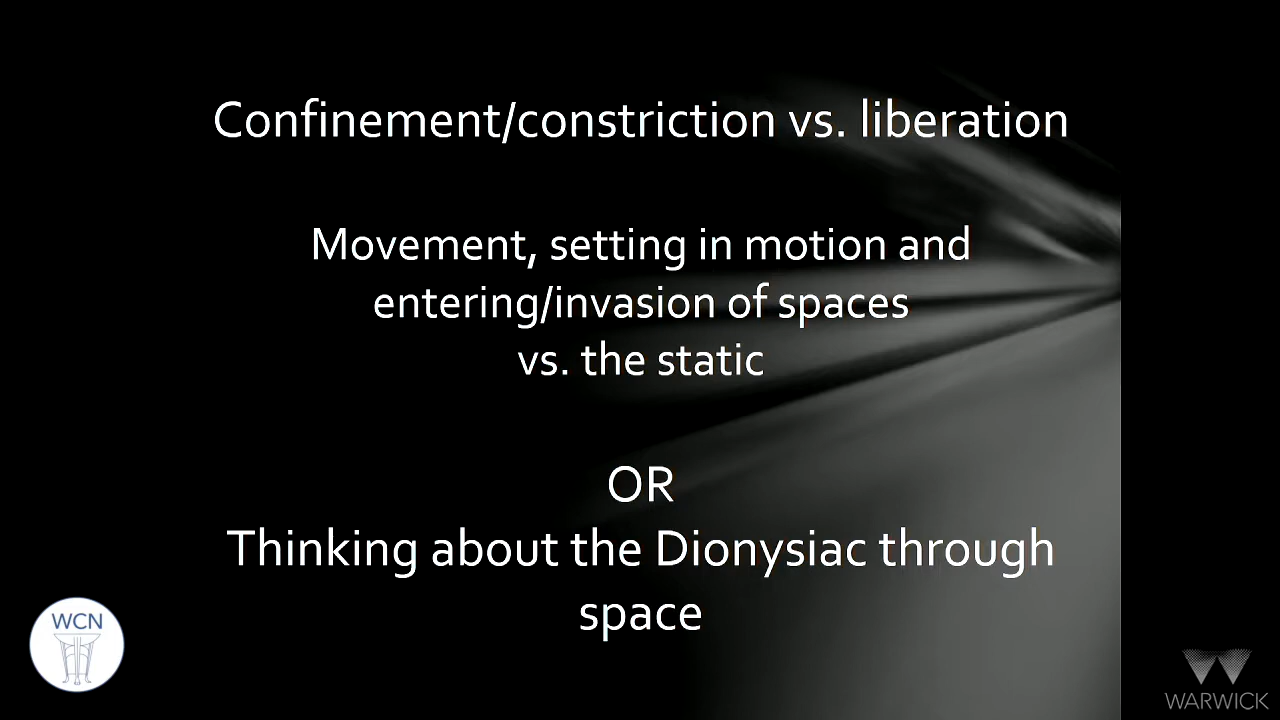 Confinement/constriction vs. liberation
Movement, setting in motion and
entering/invasion of spaces
vs. the static
OR
Thinking about the Dionysiac through
space
WCN
WARWICK